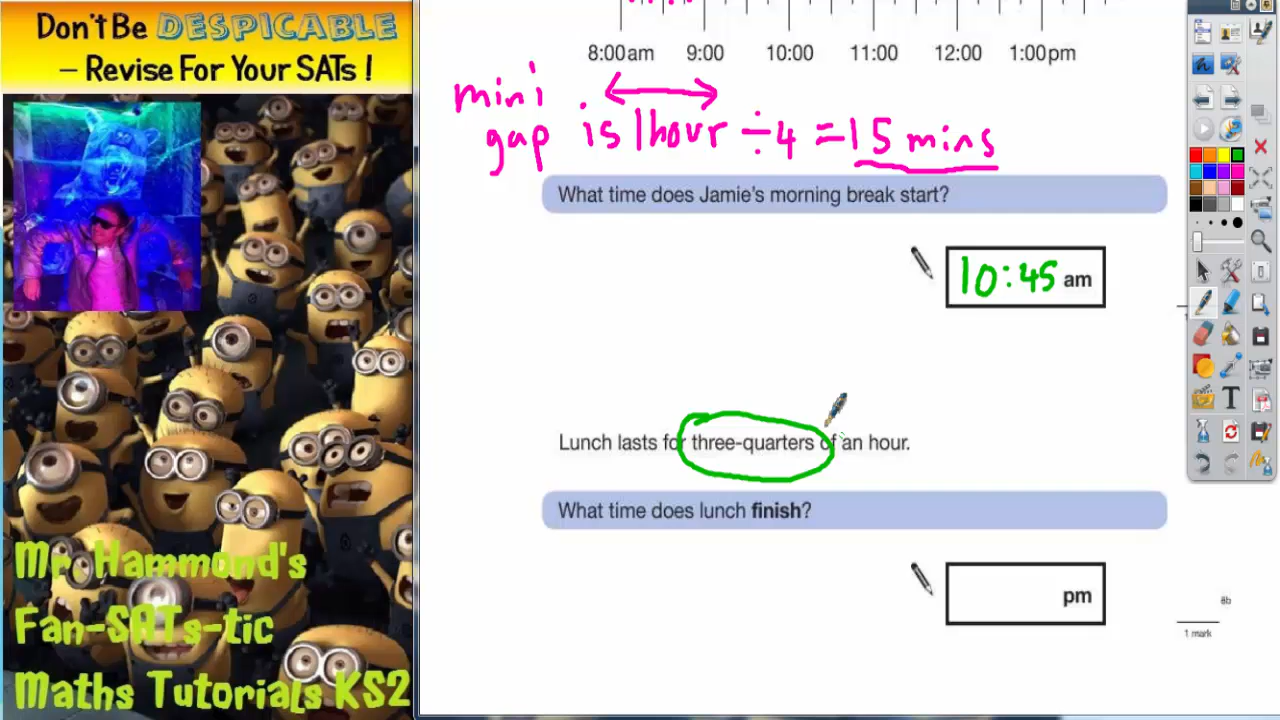 Don't Be DESPICABLE
– Revise For Your SATs !
8:00am 9:00 10:00 11:00 12:00 1:00pm
mini
gap is 1 hour ÷4 = 15 mins
What time does Jamie's morning break start?
10:45 am
Lunch lasts for three-quarters of an hour.
What time does lunch finish?
pm
8b
1 mark
Mr. Hammond's
Fan-SATs-tic
Maths Tutorials KS2